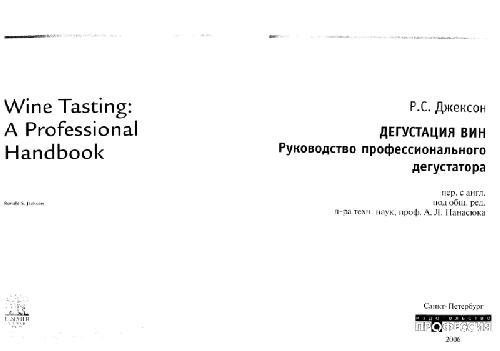 Wine Tasting:
A Professional
Handbook
Ronald S. Jackson
Р.С. Джексон
ДЕГУСТАЦИЯ ВИН
Руководство профессионального
дегустатора
пер. с англ.
под общ. ред.
д-ра техн. наук, проф. А. Л. Панасюка
Санкт-Петербург
ИЗДАТЕЛЬСТВО
ПРОФЕССИЯ
2006